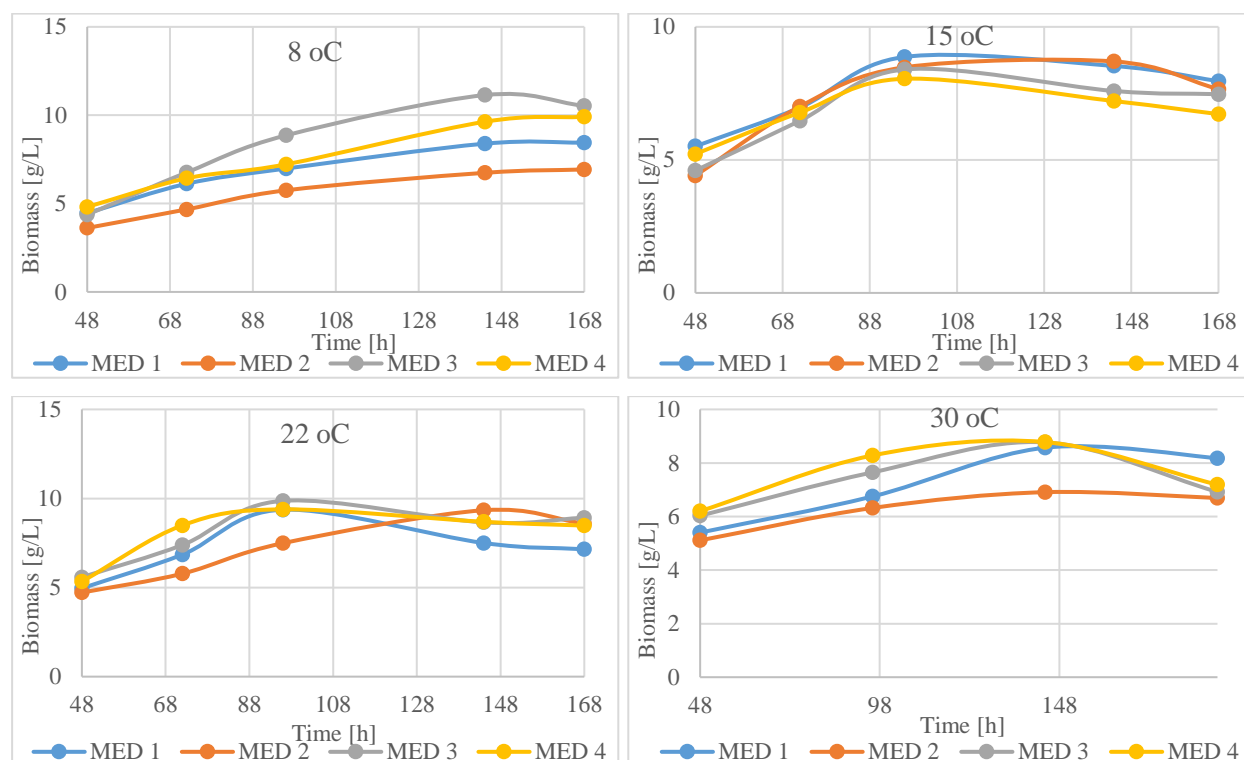 8 oC
Biomass [g/L]
15
10
5
0
48 68 88 108 128 148 168
Time [h]
MED 1 MED 2 MED 3 MED 4
15 oC
Biomass [g/L]
10
5
0
48 68 88 108 128 148 168
Time [h]
MED 1 MED 2 MED 3 MED 4
22 oC
Biomass [g/L]
15
10
5
0
48 68 88 108 128 148 168
Time [h]
MED 1 MED 2 MED 3 MED 4
30 oC
Biomass [g/L]
10
8
6
4
2
0
48 98 148
Time [h]
MED 1 MED 2 MED 3 MED 4